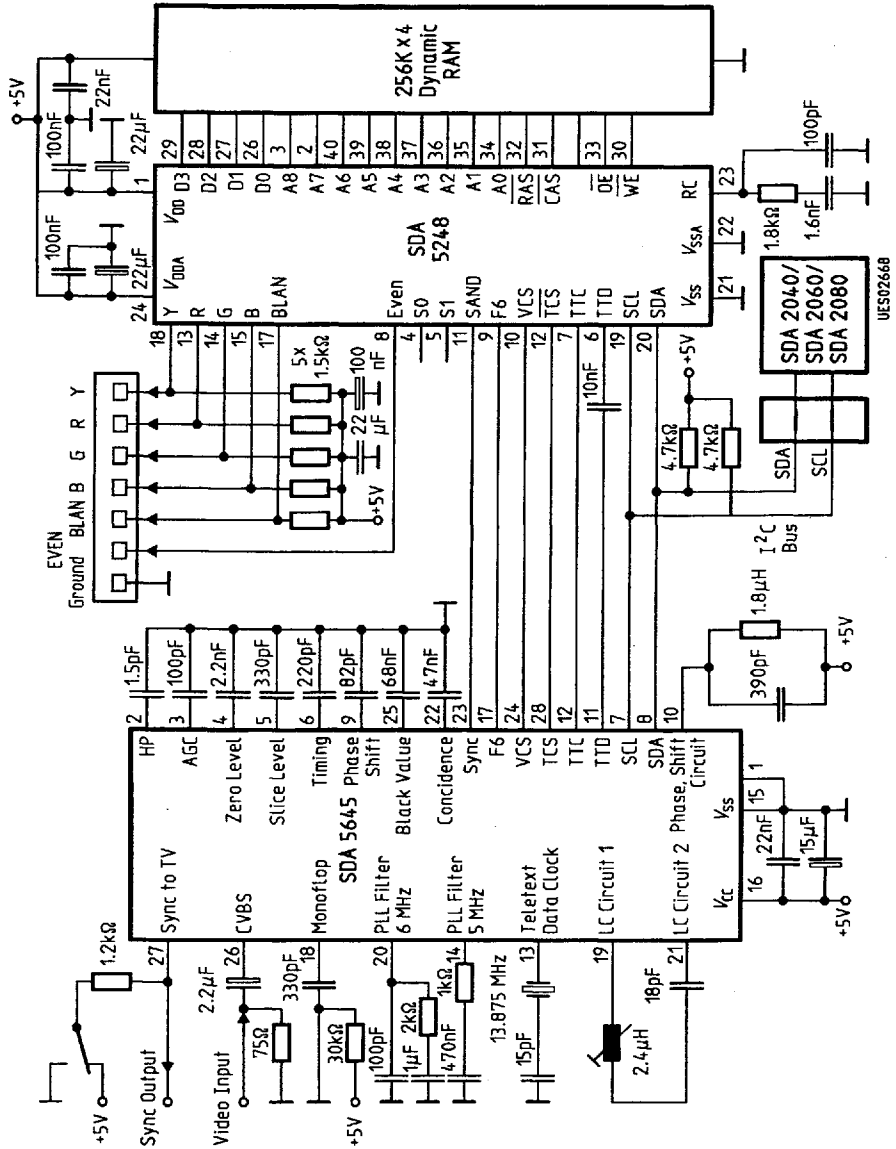 +5V
100nF
22nF
100nF
22µF
22µF
24
1
VDDA
VDD
256K x 4
Dynamic
RAM
SDA
5248
D3
29
D2
28
D1
27
D0
26
A8
3
A7
2
A6
40
A5
39
A4
38
A3
37
A2
36
A1
35
A0
34
RAS
32
CAS
31
OE
33
WE
30
RC
23
1.8kΩ
1.6nF
100pF
VSSA
22
VSS
21
18
Y
13
R
14
G
15
B
17
BLAN
8
Even
4
S0
5
S1
11
SAND
9
F6
10
VCS
12
TCS
7
TTC
6
TTD
19
SCL
20
SDA
Y
R
G
B
BLAN
EVEN
Ground
5x
1.5kΩ
100
nF
22
µF
+5V
10nF
+5V
4.7kΩ
4.7kΩ
SDA
SCL
I2C
Bus
SDA 2040/
SDA 2060/
SDA 2080
UES02668
SDA 5645
HP
2
1.5pF
AGC
3
100pF
Zero Level
4
2.2nF
Slice Level
5
330pF
Timing
6
220pF
Phase
Shift
9
82pF
Black Value
25
68nF
Concidence
22
47nF
Sync
23
F6
17
VCS
24
TCS
28
TTC
12
TTD
11
SCL
7
SDA
8
Phase, Shift
Circuit
10
390pF
1.8µH
+5V
Sync to TV
27
1.2kΩ
+5V
Sync Output
CVBS
26
2.2µF
75Ω
Video Input
Monoflop
18
330pF
30kΩ
+5V
PLL Filter
6 MHz
20
100pF
1µF
2kΩ
PLL Filter
5 MHz
14
1kΩ
470nF
Teletext
Data Clock
13
13.875 MHz
15pF
LC Circuit 1
19
2.4µH
LC Circuit 2
21
18pF
VCC
16
VSS
15
1
22nF
15µF
+5V